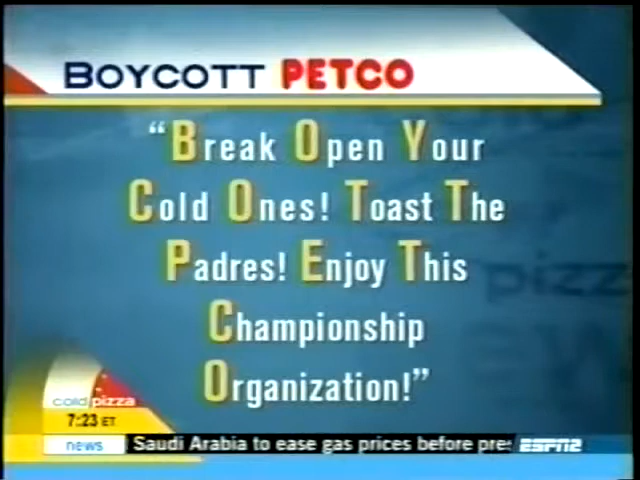 BOYCOTT PETCO
“Break Open Your
Cold Ones! Toast The
Padres! Enjoy This
Championship
Organization!”
cold pizza
7:23 ET
news Saudi Arabia to ease gas prices before pres ESPN2